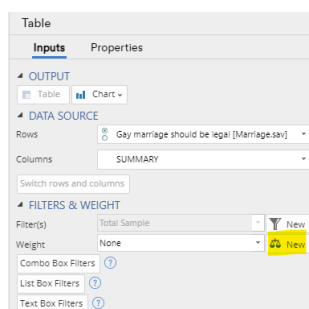 Table
Inputs Properties
OUTPUT
Table Chart
DATA SOURCE
Rows Gay marriage should be legal [Marriage.sav]
Columns SUMMARY
Switch rows and columns
FILTERS & WEIGHT
Filter(s) Total Sample New
Weight None New
Combo Box Filters ?
List Box Filters ?
Text Box Filters ?